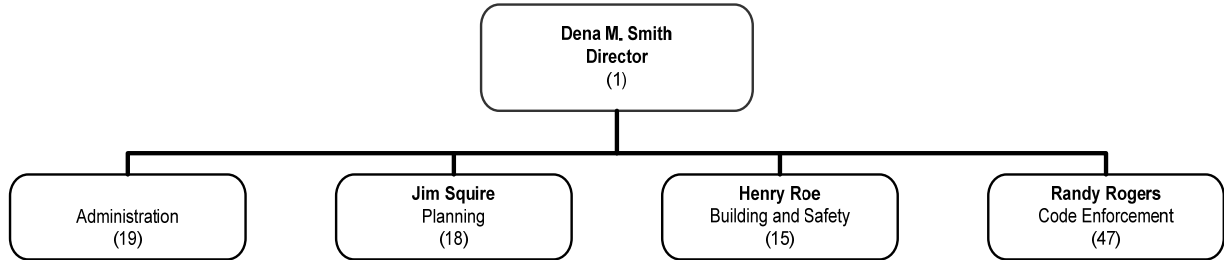 Dena M. Smith
Director
(1)
Administration
(19)
Jim Squire
Planning
(18)
Henry Roe
Building and Safety
(15)
Randy Rogers
Code Enforcement
(47)